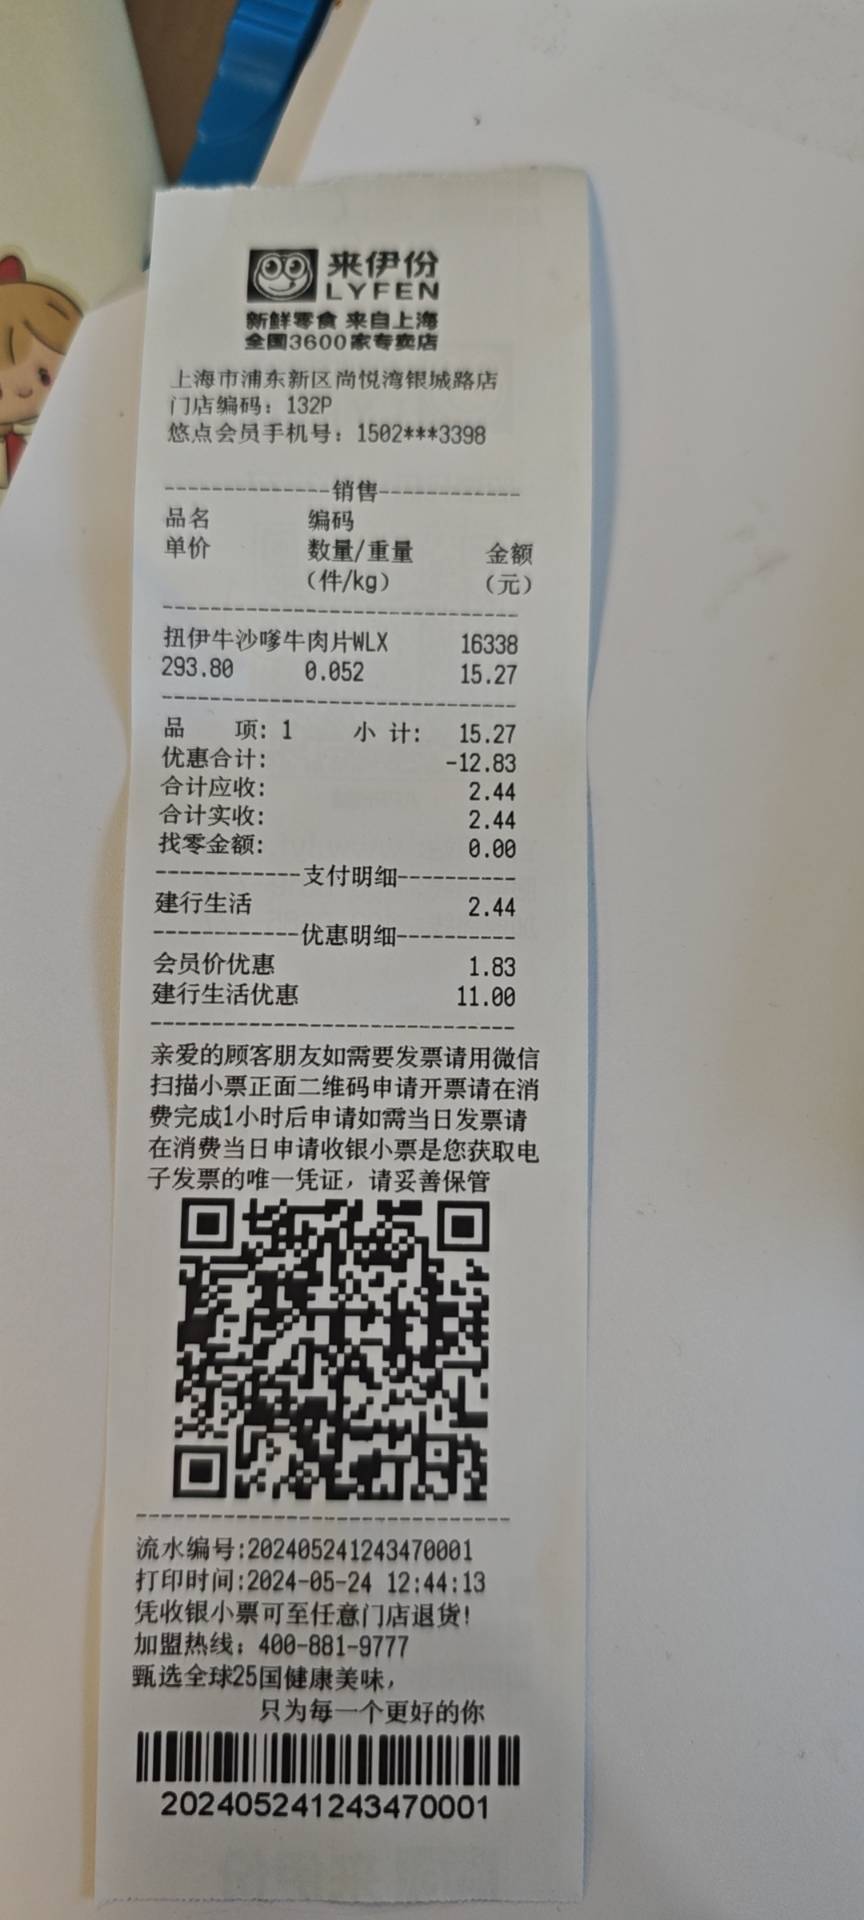 来伊份
LYFEN
新鲜零食 来自上海
全国3600家专卖店
上海市浦东新区尚悦湾银城路店
门店编码：132P
悠点会员手机号：1502***3398
--------------销售------------
品名 编码
单价 数量/重量 金额
（件/kg） （元）
扭伊牛沙嗲牛肉片WLX 16338
293.80 0.052 15.27
品 项: 1 小 计: 15.27
优惠合计: -12.83
合计应收: 2.44
合计实收: 2.44
找零金额: 0.00
------------支付明细----------
建行生活 2.44
------------优惠明细----------
会员价优惠 1.83
建行生活优惠 11.00
亲爱的顾客朋友如需要发票请用微信
扫描小票正面二维码申请开票请在消
费完成1小时后申请如需当日发票请
在消费当日申请收银小票是您获取电
子发票的唯一凭证，请妥善保管
流水编号:202405241243470001
打印时间:2024-05-24 12:44:13
凭收银小票可至任意门店退货!
加盟热线：400-881-9777
甄选全球25国健康美味，
只为每一个更好的你
202405241243470001